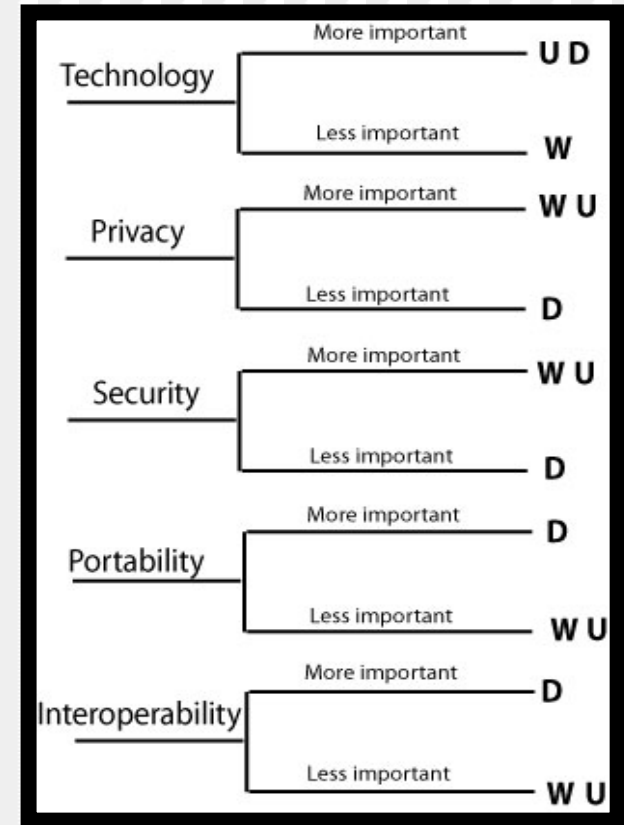 More important
U D
Technology
Less important
W
More important
W U
Privacy
Less important
D
More important
W U
Security
Less important
D
More important
D
Portability
Less important
W U
More important
D
Interoperability
Less important
W U